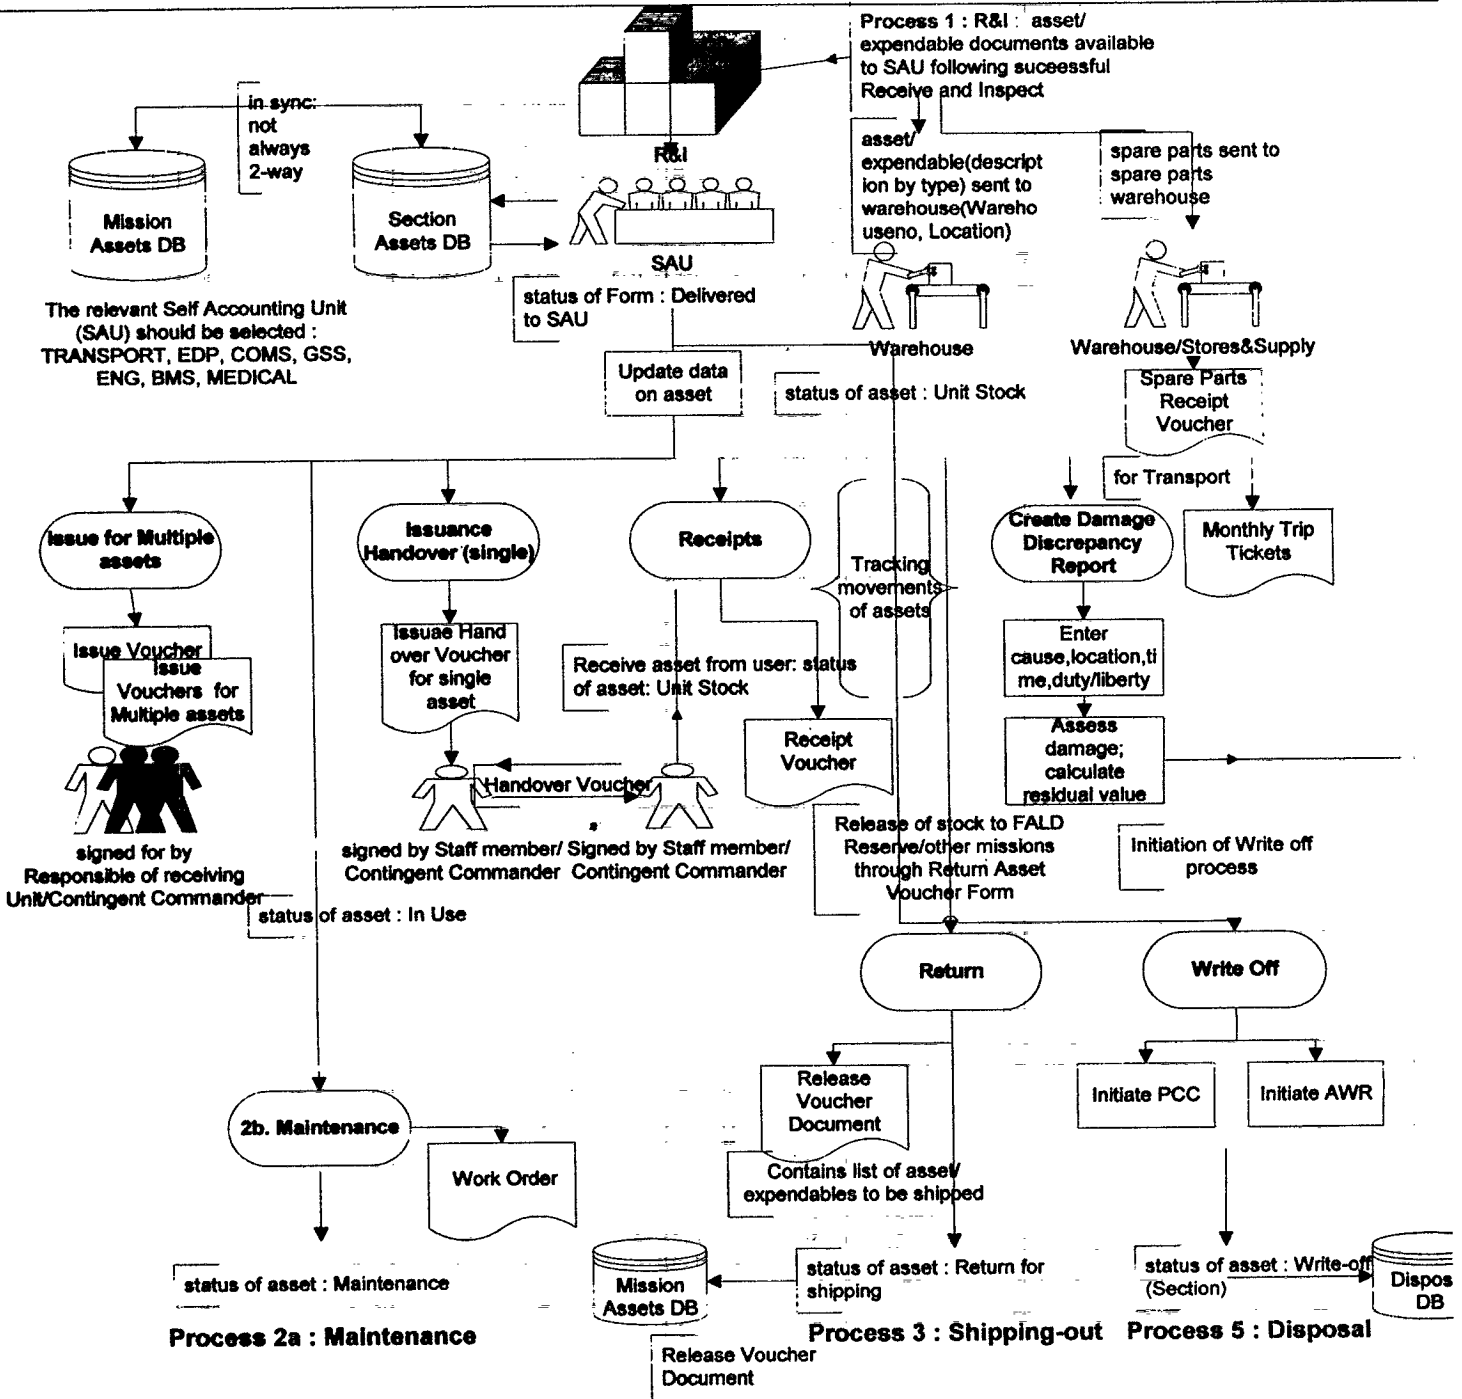 Process 1 : R&I : asset/
expendable documents available
to SAU following suceessful
Receive and Inspect
in sync:
not
always
2-way
R&I
asset/
expendable(descript
ion by type) sent to
warehouse(Wareho
useno, Location)
spare parts sent to
spare parts
warehouse
Mission
Assets DB
Section
Assets DB
SAU
status of Form : Delivered
to SAU
The relevant Self Accounting Unit
(SAU) should be selected :
TRANSPORT, EDP, COMS, GSS,
ENG, BMS, MEDICAL
Warehouse
Warehouse/Stores&Supply
Update data
on asset
status of asset : Unit Stock
Spare Parts
Receipt
Voucher
for Transport
Issue for Multiple
assets
Issuance
Handover (single)
Receipts
Tracking
movements
of assets
Create Damage
Discrepancy
Report
Monthly Trip
Tickets
Issue Voucher
Issue
Vouchers for
Multiple assets
Issuae Hand
over Voucher
for single
asset
Receive asset from user: status
of asset: Unit Stock
Enter
cause,location,ti
me,duty/liberty
Receipt
Voucher
Assess
damage;
calculate
residual value
Handover Voucher
signed for by
Responsible of receiving
Unit/Contingent Commander
signed by Staff member/
Contingent Commander
Signed by Staff member/
Contingent Commander
Release of stock to FALD
Reserve/other missions
through Return Asset
Voucher Form
Initiation of Write off
process
status of asset : In Use
Return
Write Off
Release
Voucher
Document
Initiate PCC
Initiate AWR
2b. Maintenance
Work Order
Contains list of asset/
expendables to be shipped
status of asset : Maintenance
Mission
Assets DB
status of asset : Return for
shipping
status of asset : Write-off
(Section)
Dispos
DB
Process 2a : Maintenance
Process 3 : Shipping-out
Process 5 : Disposal
Release Voucher
Document